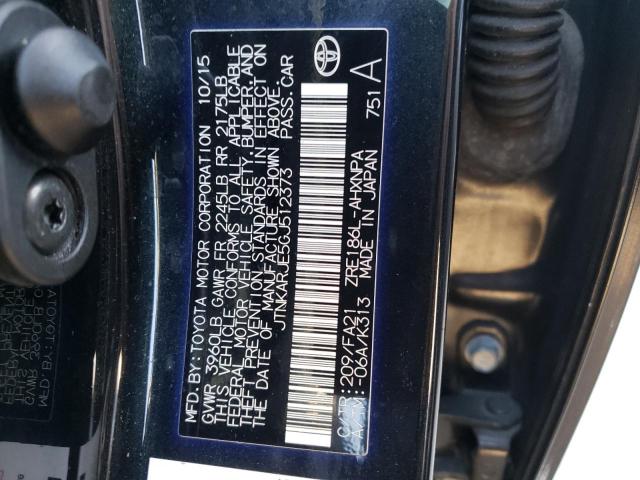 MFD.BY:TOYOTA MOTOR CORPORATION 10/15
GVWR 3960LB GAWR FR 2245LB RR 2175LB
THIS VEHICLE CONFORMS TO ALL APPLICABLE
FEDERAL MOTOR VEHICLE SAFETY,BUMPER,AND
THEFT PREVENTION STANDARDS IN EFFECT ON
THE DATE OF MANUFACTURE SHOWN ABOVE.
JTNKARJE5GJ512373 PASS.CAR
C/TR:209/FA21 ZRE186L-AHXNPA
A/TM:-06A/K313 MADE IN JAPAN
751 A